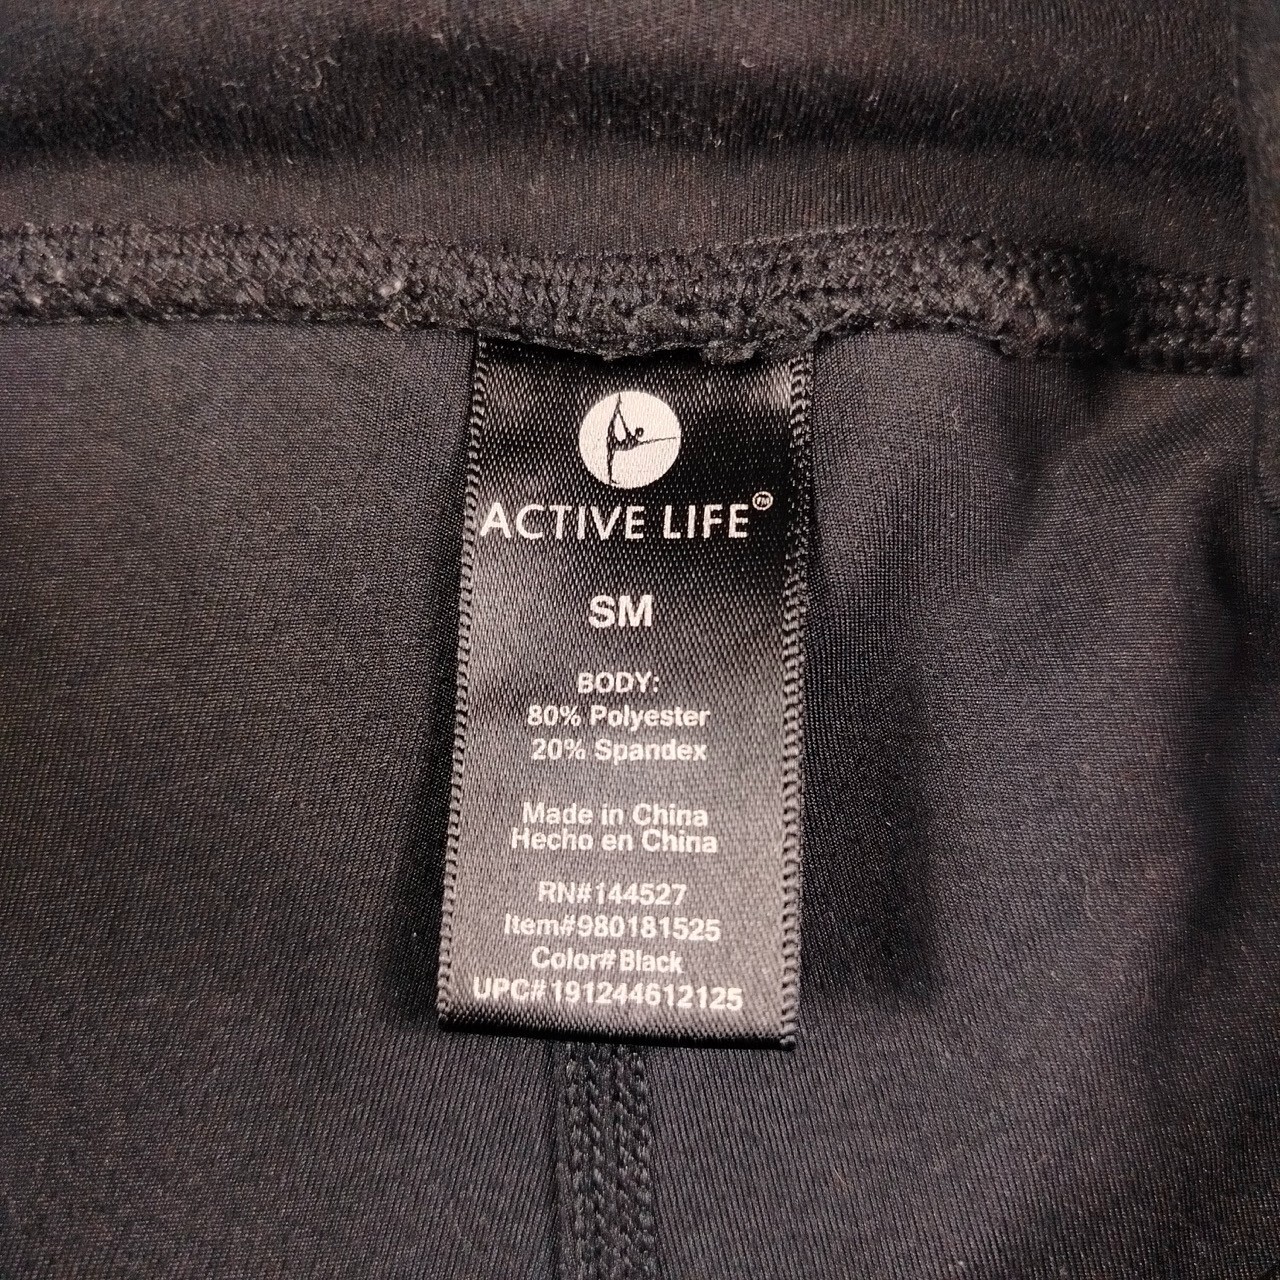 ACTIVE LIFE™
SM
BODY:
80% Polyester
20% Spandex
Made in China
Hecho en China
RN#144527
Item#980181525
Color#Black
UPC#191244612125